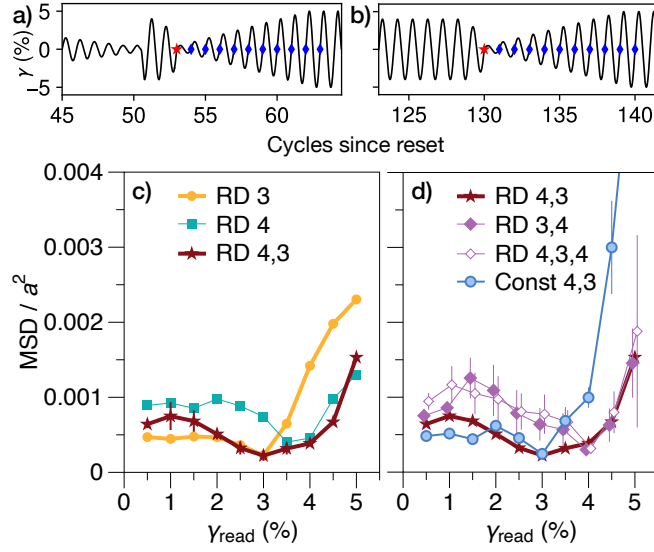 a)
b)
γ (%)
5
0
−5
45 50 55 60
125 130 135 140
Cycles since reset
c)
RD 3
RD 4
RD 4,3
d)
RD 4,3
RD 3,4
RD 4,3,4
Const 4,3
MSD / a²
0.004
0.003
0.002
0.001
0
0 1 2 3 4 5
0 1 2 3 4 5
γread (%)
γread (%)